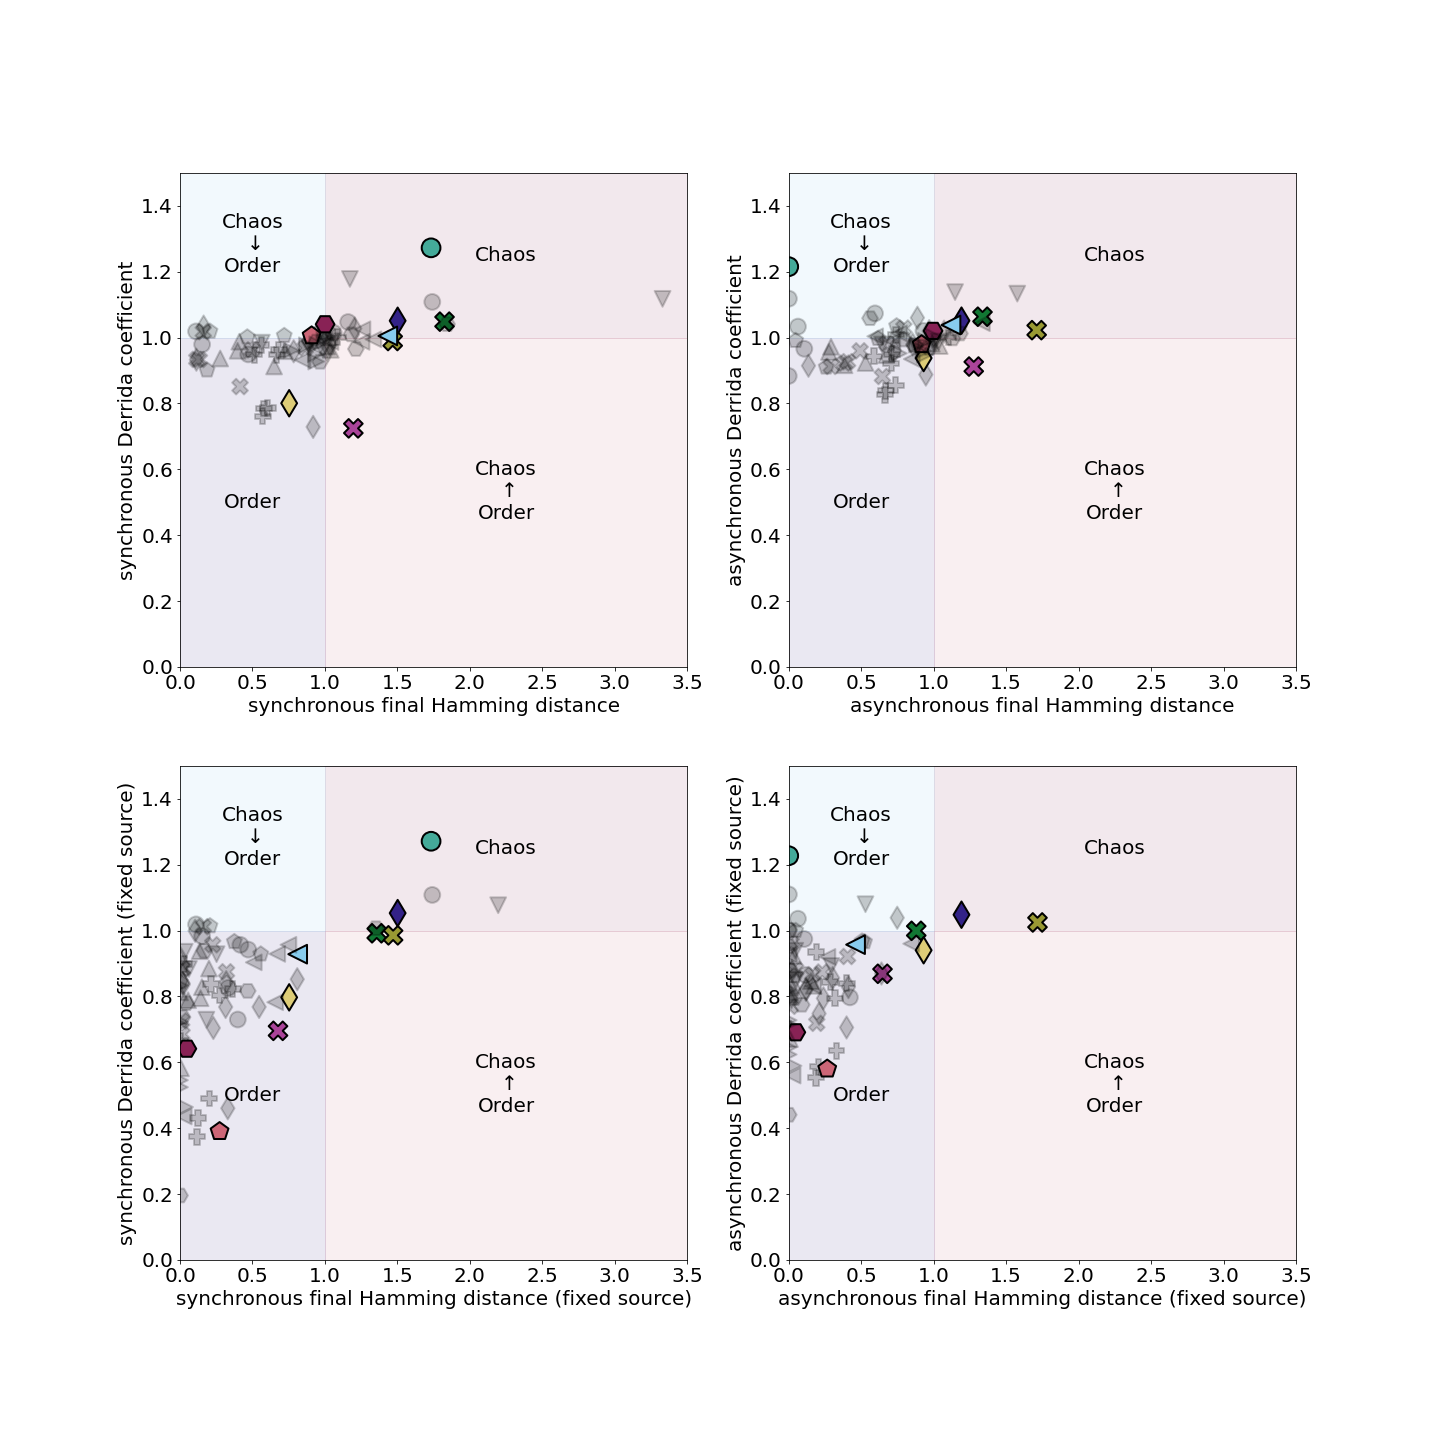 synchronous Derrida coefficient
1.4
1.2
1.0
0.8
0.6
0.4
0.2
0.0
Chaos
↓
Order
Chaos
Order
Chaos
↑
Order
0.0 0.5 1.0 1.5 2.0 2.5 3.0 3.5
synchronous final Hamming distance
asynchronous Derrida coefficient
1.4
1.2
1.0
0.8
0.6
0.4
0.2
0.0
Chaos
↓
Order
Chaos
Order
Chaos
↑
Order
0.0 0.5 1.0 1.5 2.0 2.5 3.0 3.5
asynchronous final Hamming distance
synchronous Derrida coefficient (fixed source)
1.4
1.2
1.0
0.8
0.6
0.4
0.2
0.0
Chaos
↓
Order
Chaos
Order
Chaos
↑
Order
0.0 0.5 1.0 1.5 2.0 2.5 3.0 3.5
synchronous final Hamming distance (fixed source)
asynchronous Derrida coefficient (fixed source)
1.4
1.2
1.0
0.8
0.6
0.4
0.2
0.0
Chaos
↓
Order
Chaos
Order
Chaos
↑
Order
0.0 0.5 1.0 1.5 2.0 2.5 3.0 3.5
asynchronous final Hamming distance (fixed source)